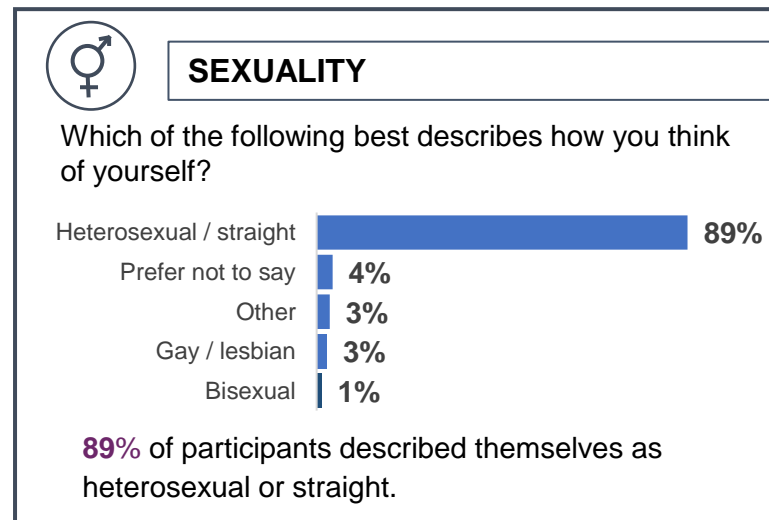 SEXUALITY
Which of the following best describes how you think
of yourself?
Heterosexual / straight 89%
Prefer not to say 4%
Other 3%
Gay / lesbian 3%
Bisexual 1%
89% of participants described themselves as
heterosexual or straight.